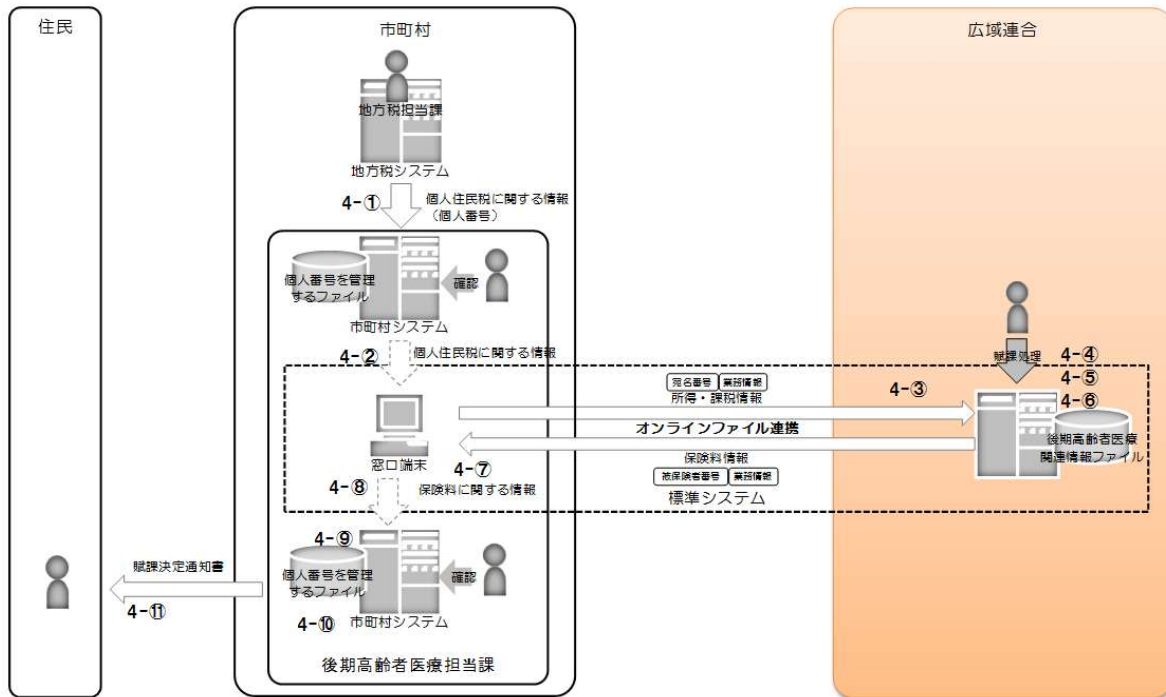 住民
市町村
広域連合
地方税担当課
地方税システム
4-①
個人住民税に関する情報
（個人番号）
個人番号を管理
するファイル
確認
市町村システム
4-②
個人住民税に関する情報
賦課処理
4-④
4-⑤
4-⑥
宛名番号
業務情報
4-③
所得・課税情報
オンラインファイル連携
後期高齢者医療
関連情報ファイル
窓口端末
4-⑦
保険料情報
4-⑧
保険料に関する情報
被保険者番号
業務情報
標準システム
4-⑨
個人番号を管理
するファイル
確認
賦課決定通知書
4-⑪
4-⑩
市町村システム
後期高齢者医療担当課